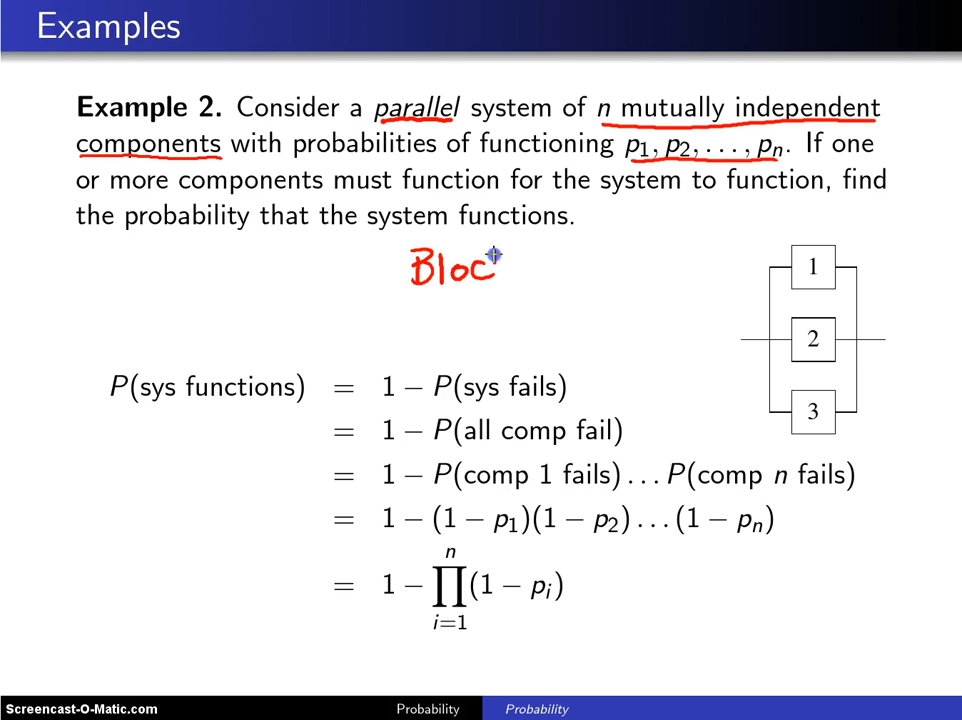 Examples
Example 2. Consider a parallel system of n mutually independent
components with probabilities of functioning p₁, p₂, . . . , pₙ. If one
or more components must function for the system to function, find
the probability that the system functions.
Bloc
1
2
3
P(sys functions) = 1 − P(sys fails)
= 1 − P(all comp fail)
= 1 − P(comp 1 fails) . . . P(comp n fails)
= 1 − (1 − p₁)(1 − p₂) . . . (1 − pₙ)
n
= 1 − ∏(1 − pᵢ)
i=1
Screencast-O-Matic.com Probability Probability